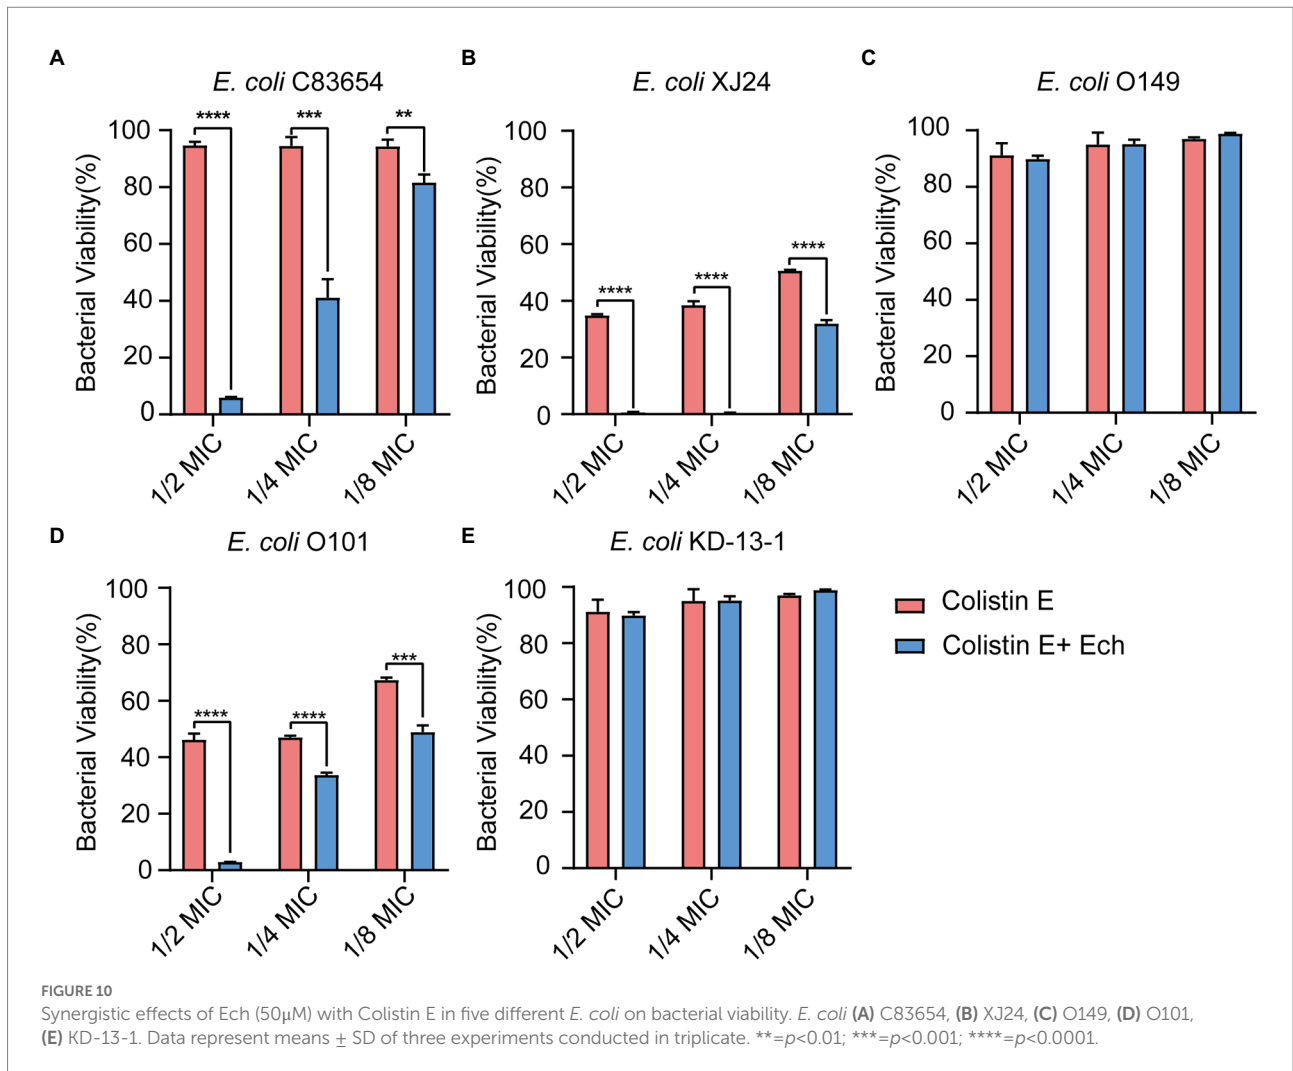 A
E. coli C83654
Bacterial Viability(%)
100
80
60
40
20
0
****
***
**
1/2 MIC
1/4 MIC
1/8 MIC
B
E. coli XJ24
Bacterial Viability(%)
100
80
60
40
20
0
****
****
****
1/2 MIC
1/4 MIC
1/8 MIC
C
E. coli O149
Bacterial Viability(%)
100
80
60
40
20
0
1/2 MIC
1/4 MIC
1/8 MIC
D
E. coli O101
Bacterial Viability(%)
100
80
60
40
20
0
****
****
***
1/2 MIC
1/4 MIC
1/8 MIC
E
E. coli KD-13-1
Bacterial Viability(%)
100
80
60
40
20
0
1/2 MIC
1/4 MIC
1/8 MIC
Colistin E
Colistin E+ Ech
FIGURE 10
Synergistic effects of Ech (50μM) with Colistin E in five different E. coli on bacterial viability. E. coli (A) C83654, (B) XJ24, (C) O149, (D) O101,
(E) KD-13-1. Data represent means ± SD of three experiments conducted in triplicate. **=p<0.01; ***=p<0.001; ****=p<0.0001.